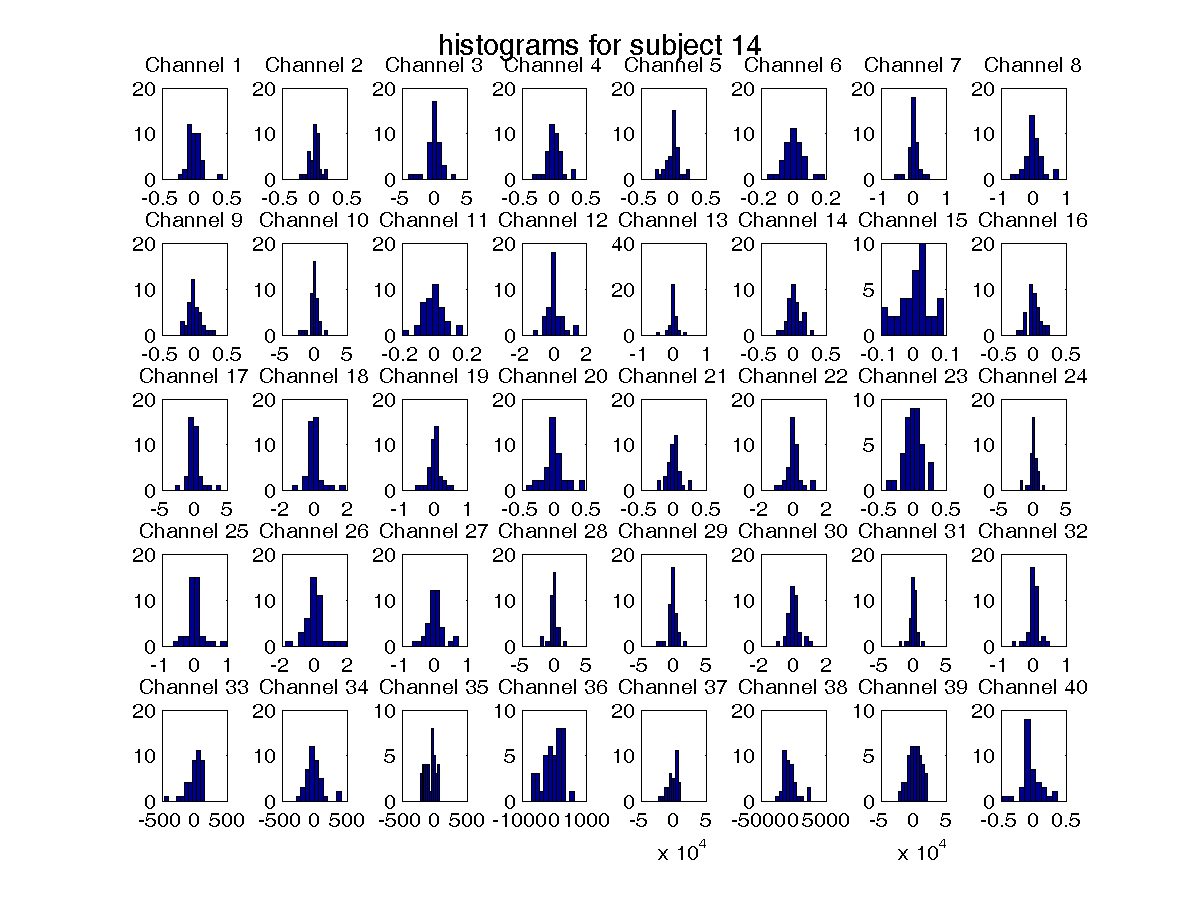 histograms for subject 14
Channel 1 Channel 2 Channel 3 Channel 4 Channel 5 Channel 6 Channel 7 Channel 8
20 20 20 20 20 20 20 20
10 10 10 10 10 10 10 10
0 0 0 0 0 0 0 0
-0.5 0 0.5 -0.5 0 0.5 -5 0 5 -0.5 0 0.5 -0.5 0 0.5 -0.2 0 0.2 -1 0 1 -1 0 1
Channel 9 Channel 10 Channel 11 Channel 12 Channel 13 Channel 14 Channel 15 Channel 16
20 20 20 20 40 20 10 20
10 10 10 10 20 10 5 10
0 0 0 0 0 0 0 0
-0.5 0 0.5 -5 0 5 -0.2 0 0.2 -2 0 2 -1 0 1 -0.5 0 0.5 -0.1 0 0.1 -0.5 0 0.5
Channel 17 Channel 18 Channel 19 Channel 20 Channel 21 Channel 22 Channel 23 Channel 24
20 20 20 20 20 20 10 20
10 10 10 10 10 10 5 10
0 0 0 0 0 0 0 0
-5 0 5 -2 0 2 -1 0 1 -0.5 0 0.5 -0.5 0 0.5 -2 0 2 -0.5 0 0.5 -5 0 5
Channel 25 Channel 26 Channel 27 Channel 28 Channel 29 Channel 30 Channel 31 Channel 32
20 20 20 20 20 20 20 20
10 10 10 10 10 10 10 10
0 0 0 0 0 0 0 0
-1 0 1 -2 0 2 -1 0 1 -5 0 5 -5 0 5 -2 0 2 -5 0 5 -1 0 1
Channel 33 Channel 34 Channel 35 Channel 36 Channel 37 Channel 38 Channel 39 Channel 40
20 20 10 10 20 20 20 20
10 10 5 5 10 10 10 10
0 0 0 0 0 0 0 0
-500 0 500 -500 0 500 -500 0 500 -1000 0 1000 -5 0 5 -5000 0 5000 -5 0 5 -0.5 0 0.5
x 10^4 x 10^4